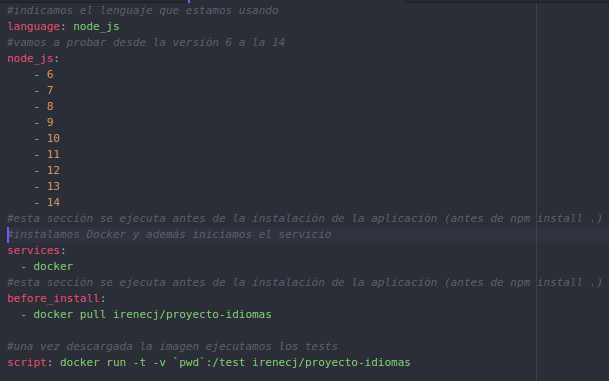 #indicamos el lenguaje que estamos usando
language: node_js
#vamos a probar desde la versión 6 a la 14
node_js:
    - 6
    - 7
    - 8
    - 9
    - 10
    - 11
    - 12
    - 13
    - 14
#esta sección se ejecuta antes de la instalación de la aplicación (antes de npm install .)
#instalamos Docker y además iniciamos el servicio
services:
  - docker
#esta sección se ejecuta antes de la instalación de la aplicación (antes de npm install .)
before_install:
  - docker pull irenecj/proyecto-idiomas

#una vez descargada la imagen ejecutamos los tests
script: docker run -t -v `pwd`:/test irenecj/proyecto-idiomas